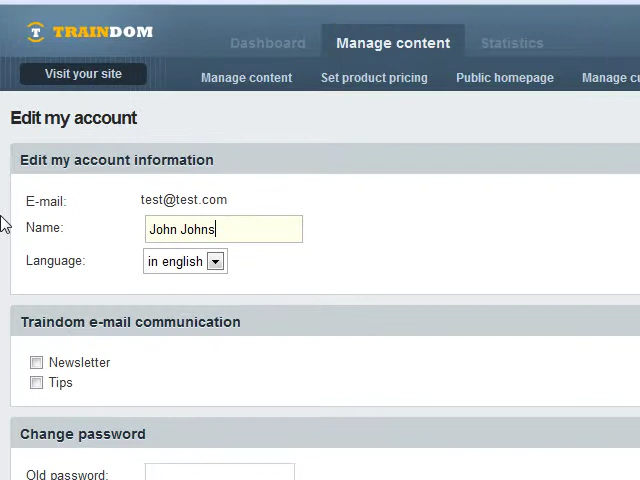 TRAINDOM
Dashboard Manage content Statistics
Visit your site Manage content Set product pricing Public homepage
Edit my account
Edit my account information
E-mail: test@test.com
Name: John Johns
Language: in english
Traindom e-mail communication
Newsletter
Tips
Change password
Old password: